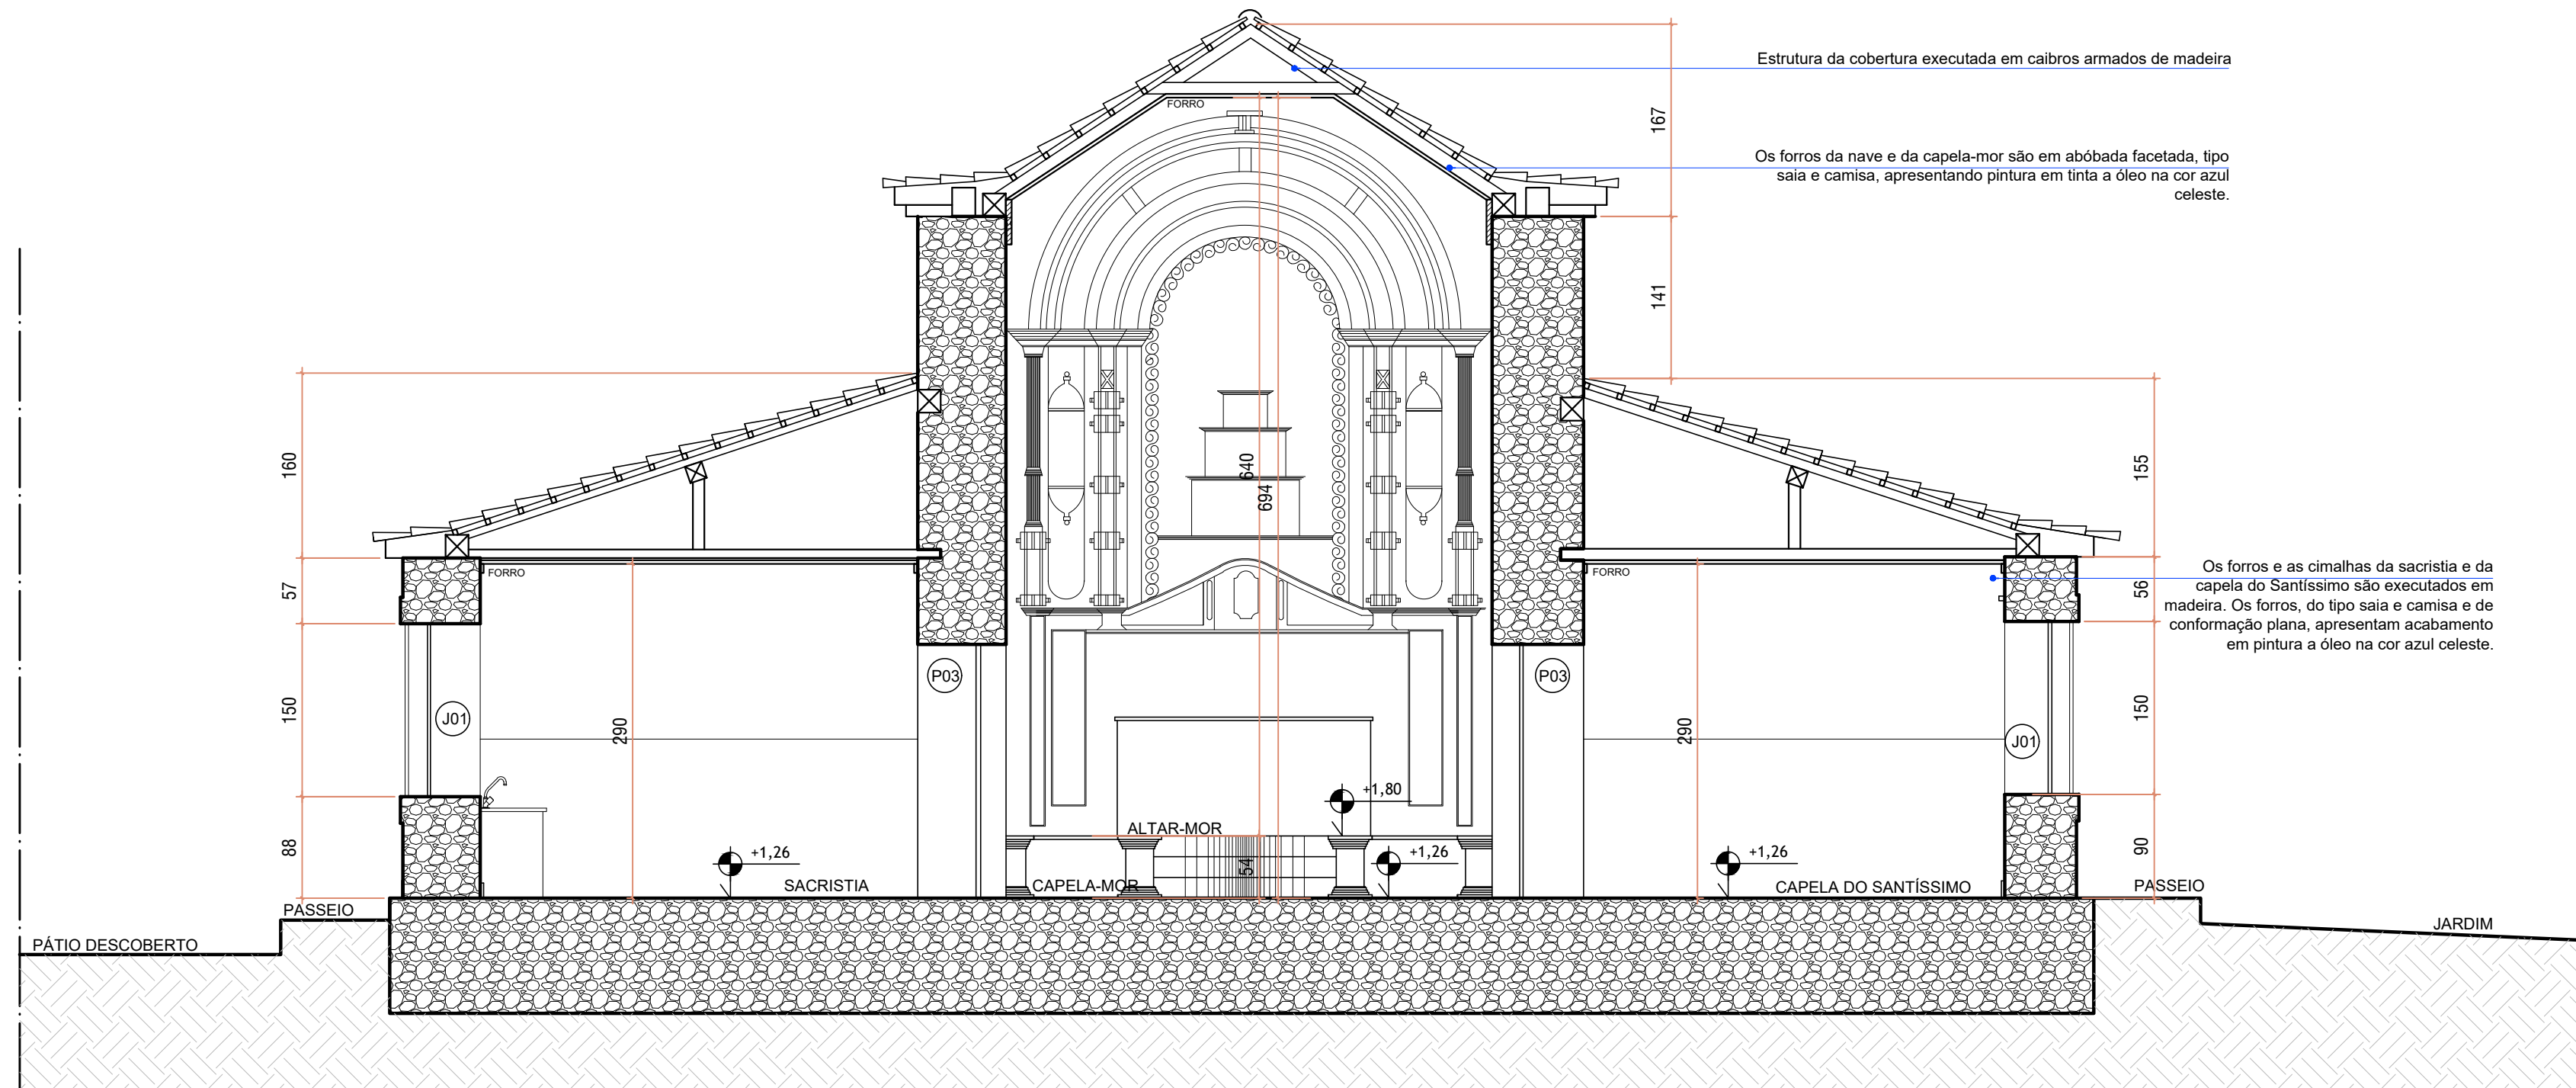 Estrutura da cobertura executada em caibros armados de madeira
FORRO
167
Os forros da nave e da capela-mor são em abóbada facetada, tipo
saia e camisa, apresentando pintura em tinta a óleo na cor azul
celeste.
141
160
640
694
155
FORRO
FORRO
57
56
Os forros e as cimalhas da sacristia e da
capela do Santíssimo são executados em
madeira. Os forros, do tipo saia e camisa e de
conformação plana, apresentam acabamento
em pintura a óleo na cor azul celeste.
P03
P03
150
J01
290
290
J01
150
+1,80
ALTAR-MOR
88
+1,26
54
+1,26
+1,26
90
SACRISTIA
CAPELA-MOR
CAPELA DO SANTÍSSIMO
PASSEIO
PASSEIO
PÁTIO DESCOBERTO
JARDIM